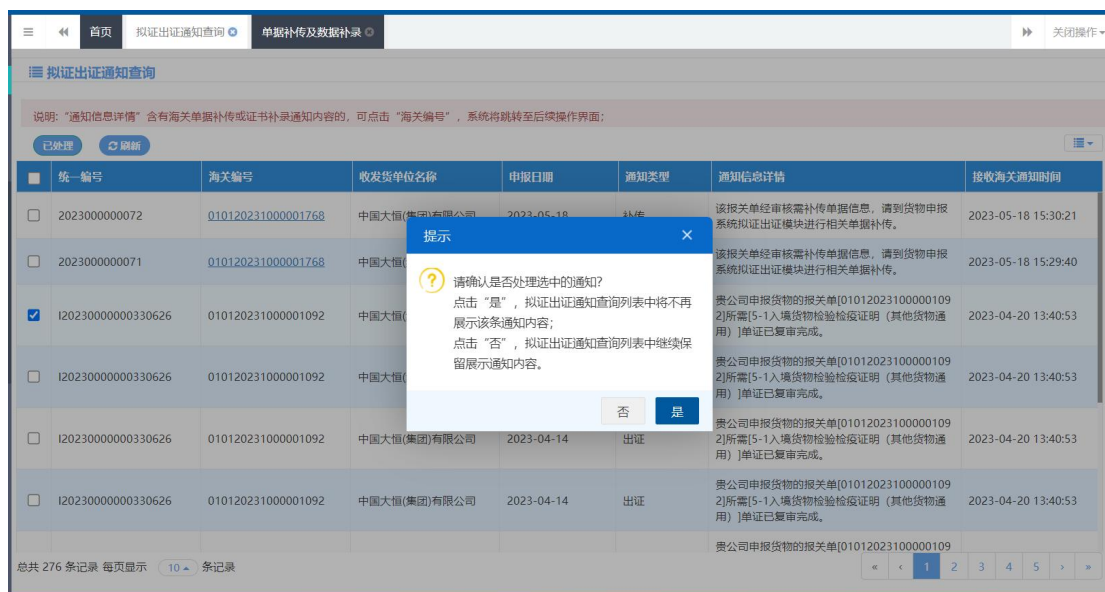 首页 拟证出证通知查询 单据补传及数据补录 关闭操作
拟证出证通知查询
说明:“通知信息详情”含有海关单据补传或证书补录通知内容的,可点击“海关编号”,系统将跳转至后续操作界面;
已处理 刷新
统一编号 海关编号 收发货单位名称 申报日期 通知类型 通知信息详情 接收海关通知时间
2023000000072 010120231000001768 中国大恒(集团)有限公司 2023-05-18 补传 该报关单经审核需补传单据信息,请到货物申报
系统拟证出证模块进行相关单据补传。 2023-05-18 15:30:21
2023000000071 010120231000001768 中国大恒( 该报关单经审核需补传单据信息,请到货物申报
系统拟证出证模块进行相关单据补传。 2023-05-18 15:29:40
I20230000000330626 010120231000001092 中国大恒( 贵公司申报货物的报关单[01012023100000109
2]所需[5-1入境货物检验检疫证明(其他货物通
用)]单证已复审完成。 2023-04-20 13:40:53
I20230000000330626 010120231000001092 中国大恒( 贵公司申报货物的报关单[01012023100000109
2]所需[5-1入境货物检验检疫证明(其他货物通
用)]单证已复审完成。 2023-04-20 13:40:53
I20230000000330626 010120231000001092 中国大恒(集团)有限公司 2023-04-14 出证 贵公司申报货物的报关单[01012023100000109
2]所需[5-1入境货物检验检疫证明(其他货物通
用)]单证已复审完成。 2023-04-20 13:40:53
I20230000000330626 010120231000001092 中国大恒(集团)有限公司 2023-04-14 出证 贵公司申报货物的报关单[01012023100000109
2]所需[5-1入境货物检验检疫证明(其他货物通
用)]单证已复审完成。 2023-04-20 13:40:53
贵公司申报货物的报关单[01012023100000109
提示
请确认是否处理选中的通知?
点击“是”,拟证出证通知查询列表中将不再
展示该条通知内容;
点击“否”,拟证出证通知查询列表中继续保
留展示通知内容。
否 是
总共 276 条记录 每页显示 10 条记录 « ‹ 1 2 3 4 5 › »